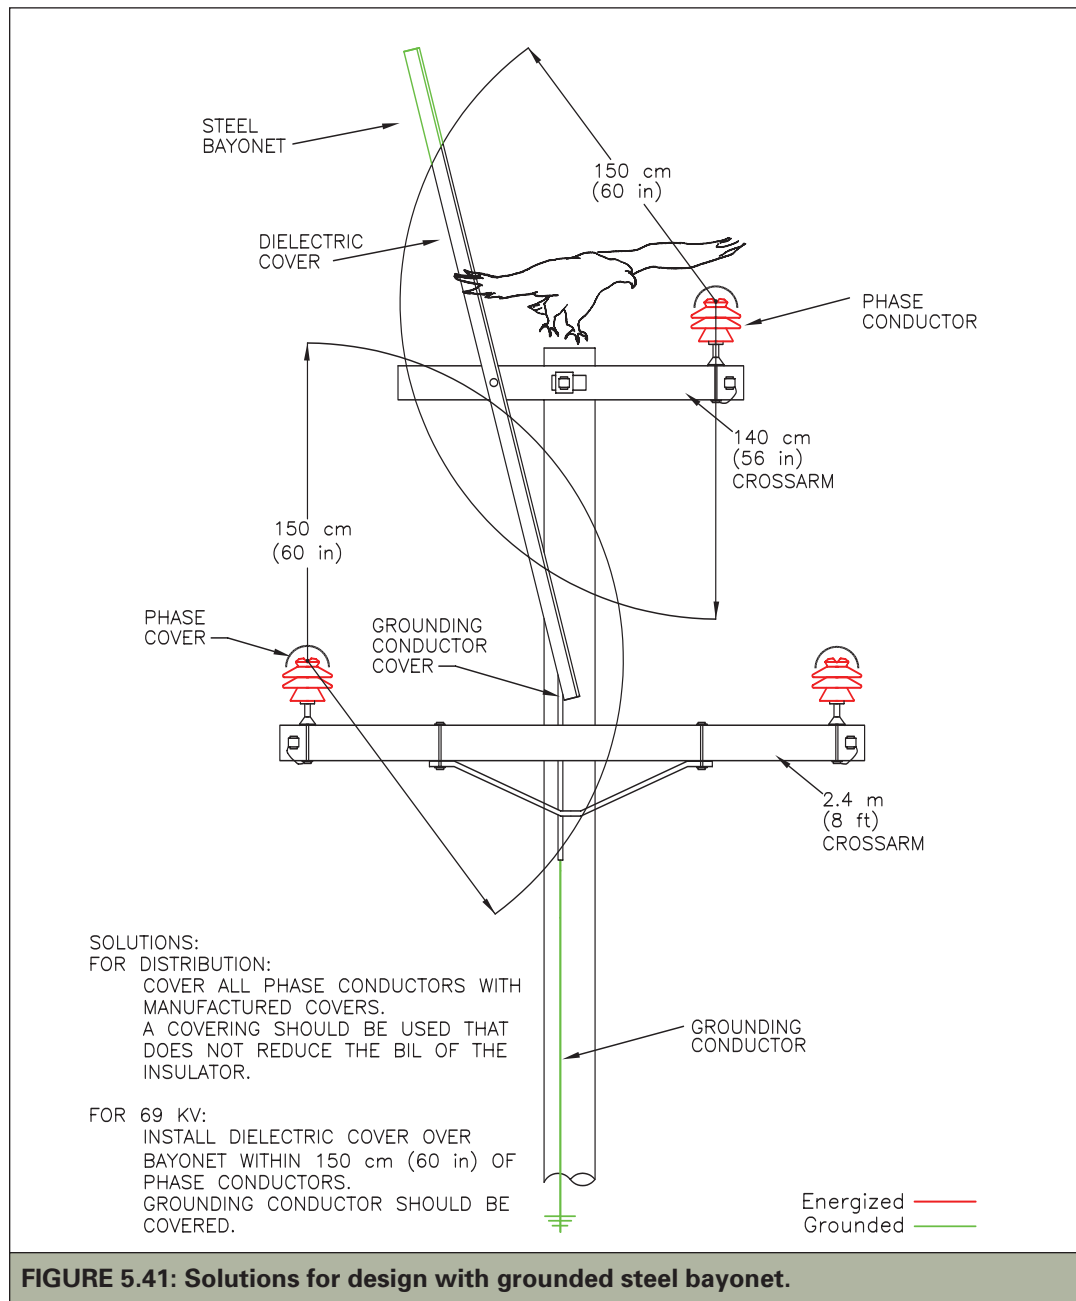 STEEL
BAYONET
150 cm
(60 in)
DIELECTRIC
COVER
PHASE
CONDUCTOR
140 cm
(56 in)
CROSSARM
150 cm
(60 in)
PHASE
COVER
GROUNDING
CONDUCTOR
COVER
2.4 m
(8 ft)
CROSSARM
SOLUTIONS:
FOR DISTRIBUTION:
COVER ALL PHASE CONDUCTORS WITH
MANUFACTURED COVERS.
A COVERING SHOULD BE USED THAT
DOES NOT REDUCE THE BIL OF THE
INSULATOR.
GROUNDING
CONDUCTOR
FOR 69 KV:
INSTALL DIELECTRIC COVER OVER
BAYONET WITHIN 150 cm (60 in) OF
PHASE CONDUCTORS.
GROUNDING CONDUCTOR SHOULD BE
COVERED.
Energized
Grounded
FIGURE 5.41: Solutions for design with grounded steel bayonet.